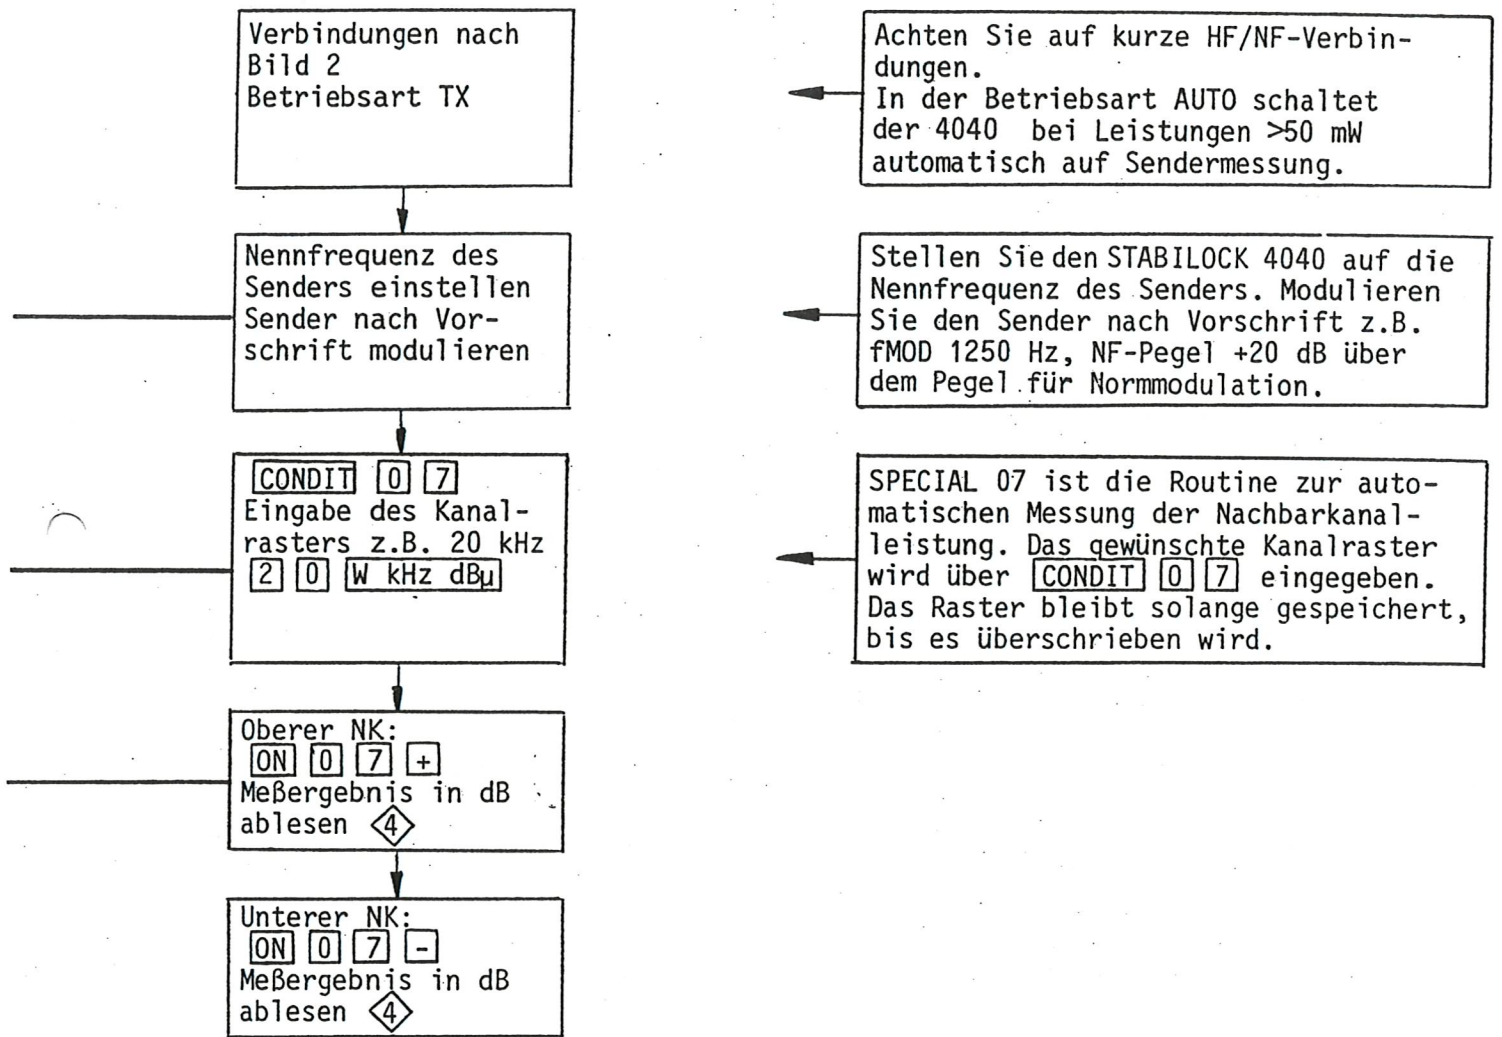 Verbindungen nach
Bild 2
Betriebsart TX
Achten Sie auf kurze HF/NF-Verbin-
dungen.
In der Betriebsart AUTO schaltet
der 4040 bei Leistungen >50 mW
automatisch auf Sendermessung.
Nennfrequenz des
Senders einstellen
Sender nach Vor-
schrift modulieren
Stellen Sie den STABILOCK 4040 auf die
Nennfrequenz des Senders. Modulieren
Sie den Sender nach Vorschrift z.B.
fMOD 1250 Hz, NF-Pegel +20 dB über
dem Pegel für Normmodulation.
CONDIT 0 7
Eingabe des Kanal-
rasters z.B. 20 kHz
2 0 W kHz dBµ
SPECIAL 07 ist die Routine zur auto-
matischen Messung der Nachbarkanal-
leistung. Das gewünschte Kanalraster
wird über CONDIT 0 7 eingegeben.
Das Raster bleibt solange gespeichert,
bis es überschrieben wird.
Oberer NK:
ON 0 7 +
Meßergebnis in dB
ablesen 4
Unterer NK:
ON 0 7 -
Meßergebnis in dB
ablesen 4